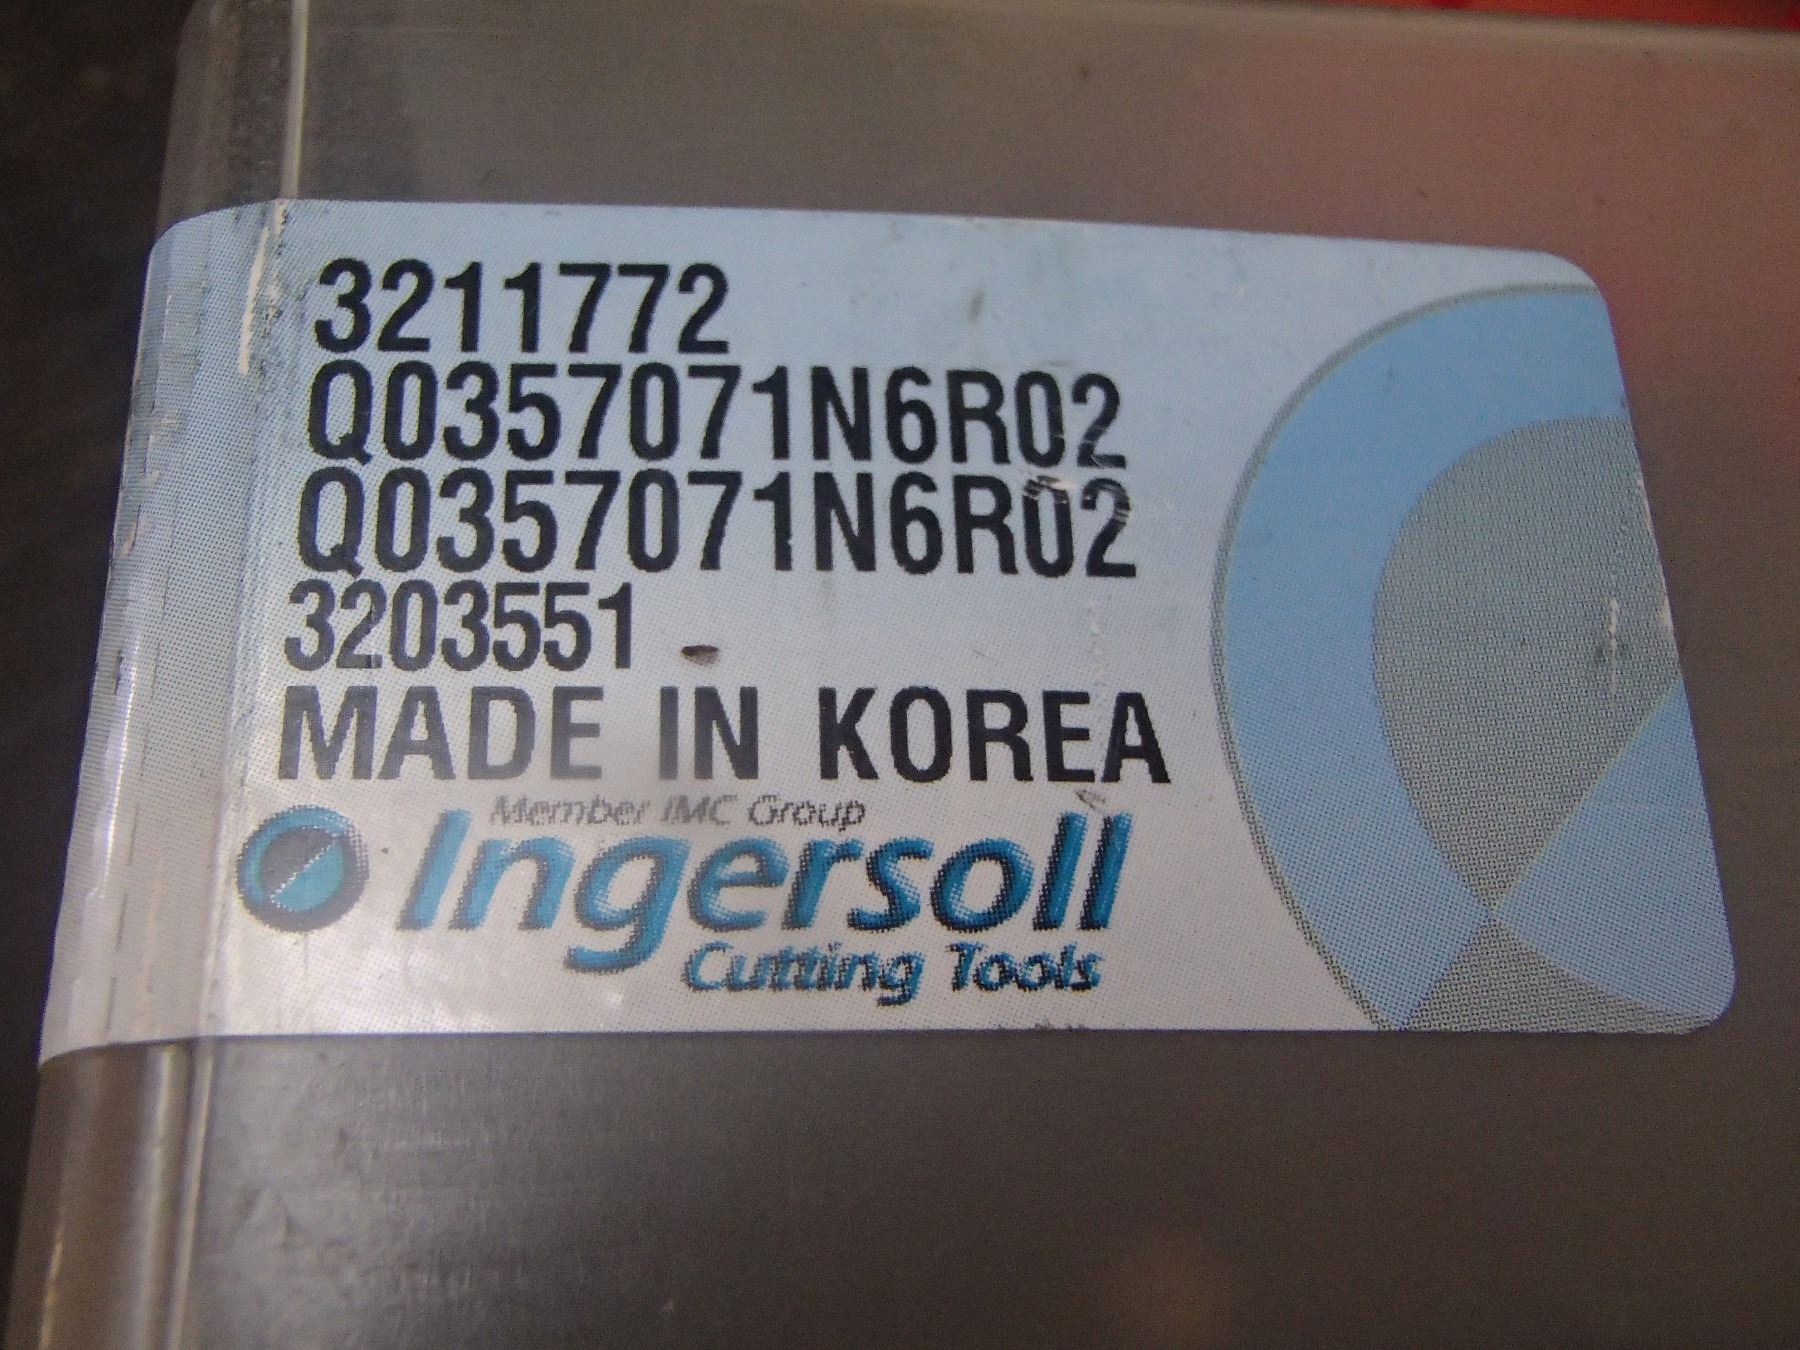 3211772
Q0357071N6R02
Q0357071N6R02
3203551
MADE IN KOREA
Member IMC Group
Ingersoll
Cutting Tools